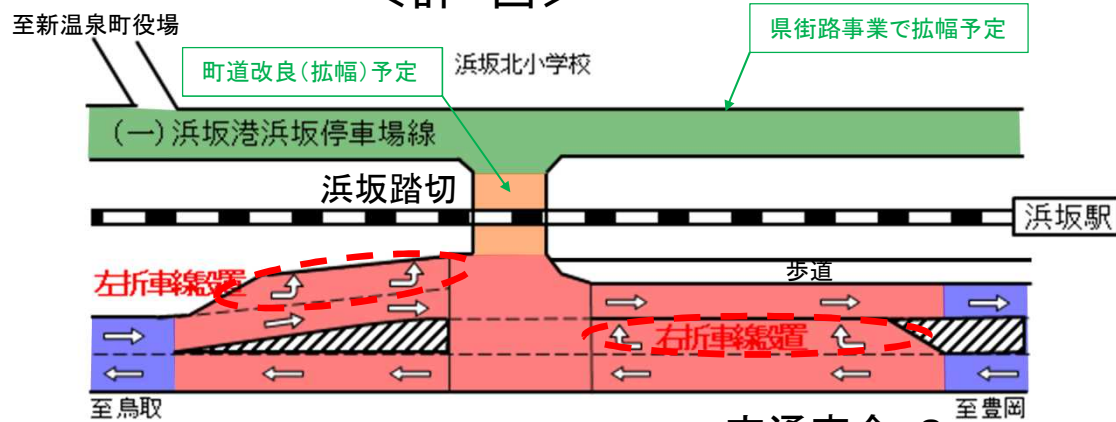 至新温泉町役場
町道改良(拡幅)予定
浜坂北小学校
県街路事業で拡幅予定
(一)浜坂港浜坂停車場線
浜坂踏切
浜坂駅
左折車線設置
歩道
右折車線設置
至鳥取
至豊岡